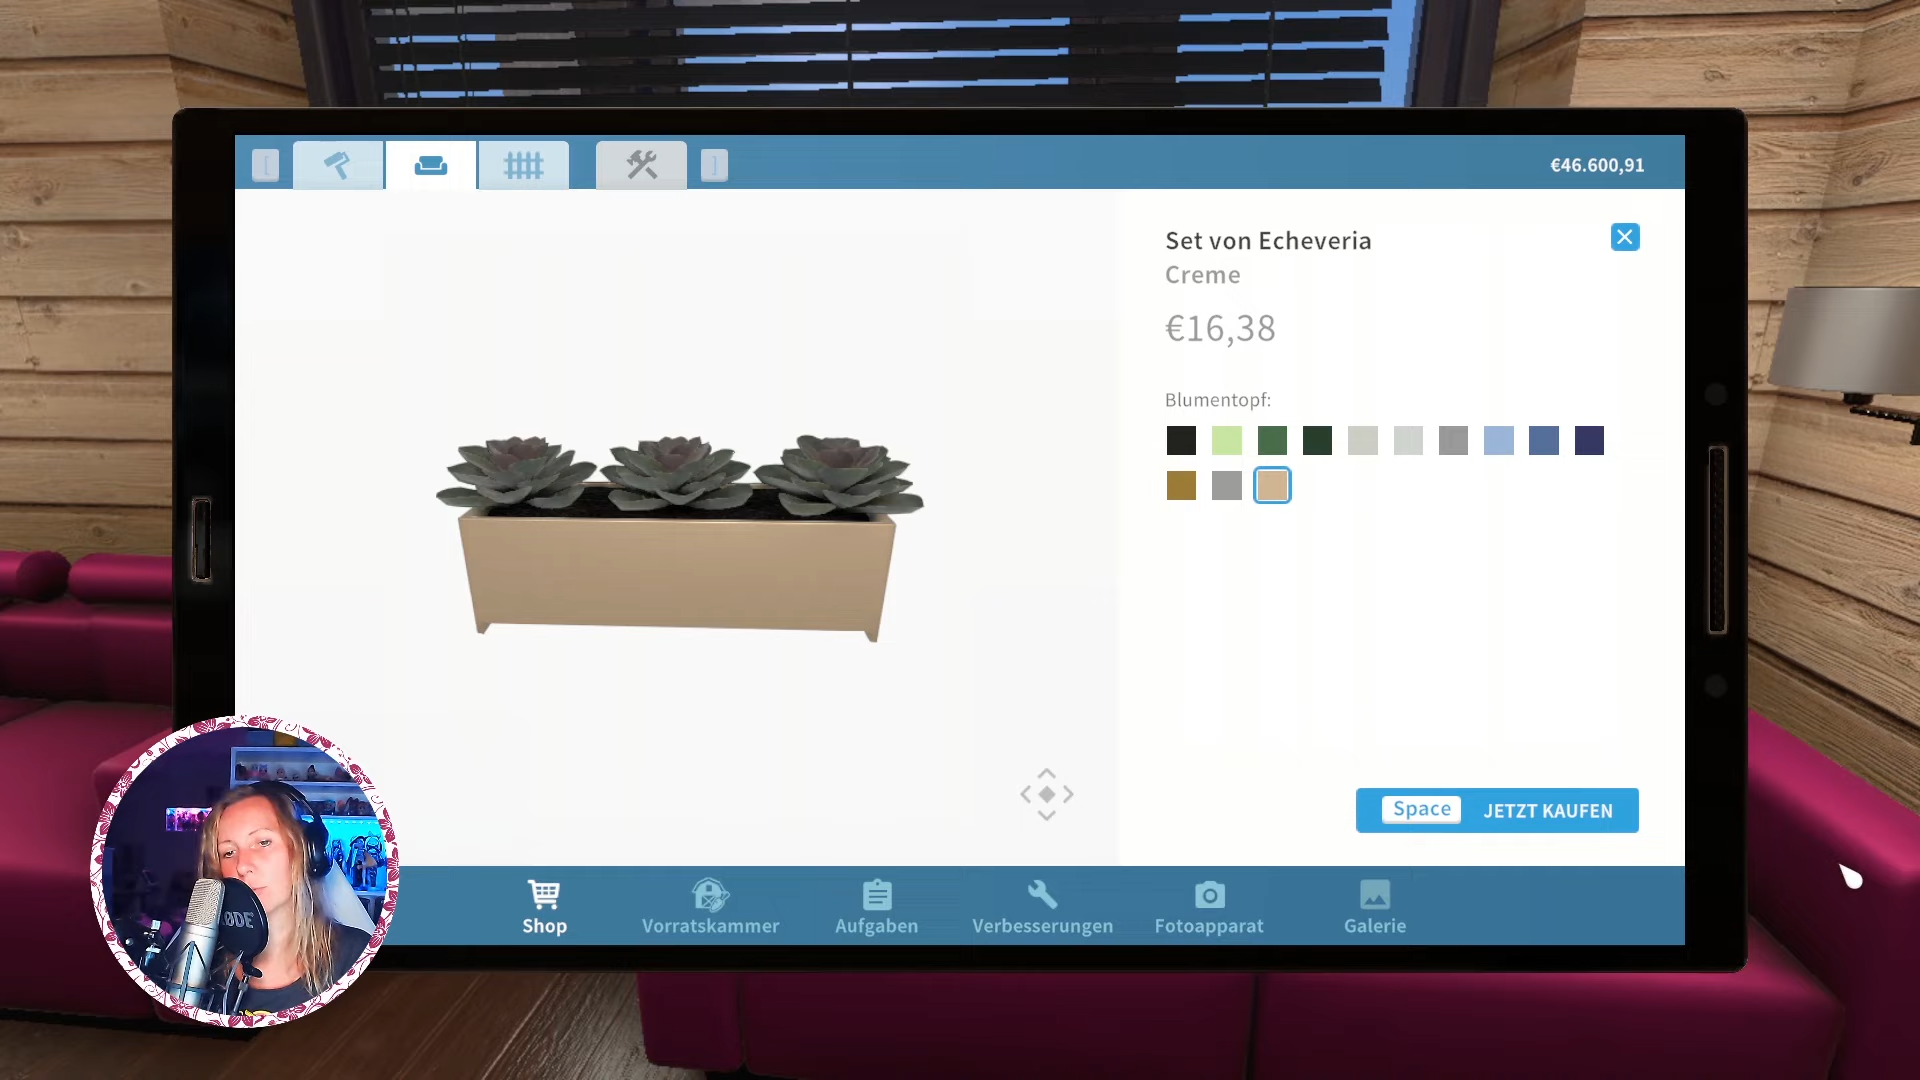 [
]
€46.600,91
Set von Echeveria
Creme
€16,38
Blumentopf:
Space JETZT KAUFEN
Shop
Vorratskammer
Aufgaben
Verbesserungen
Fotoapparat
Galerie
RØDE